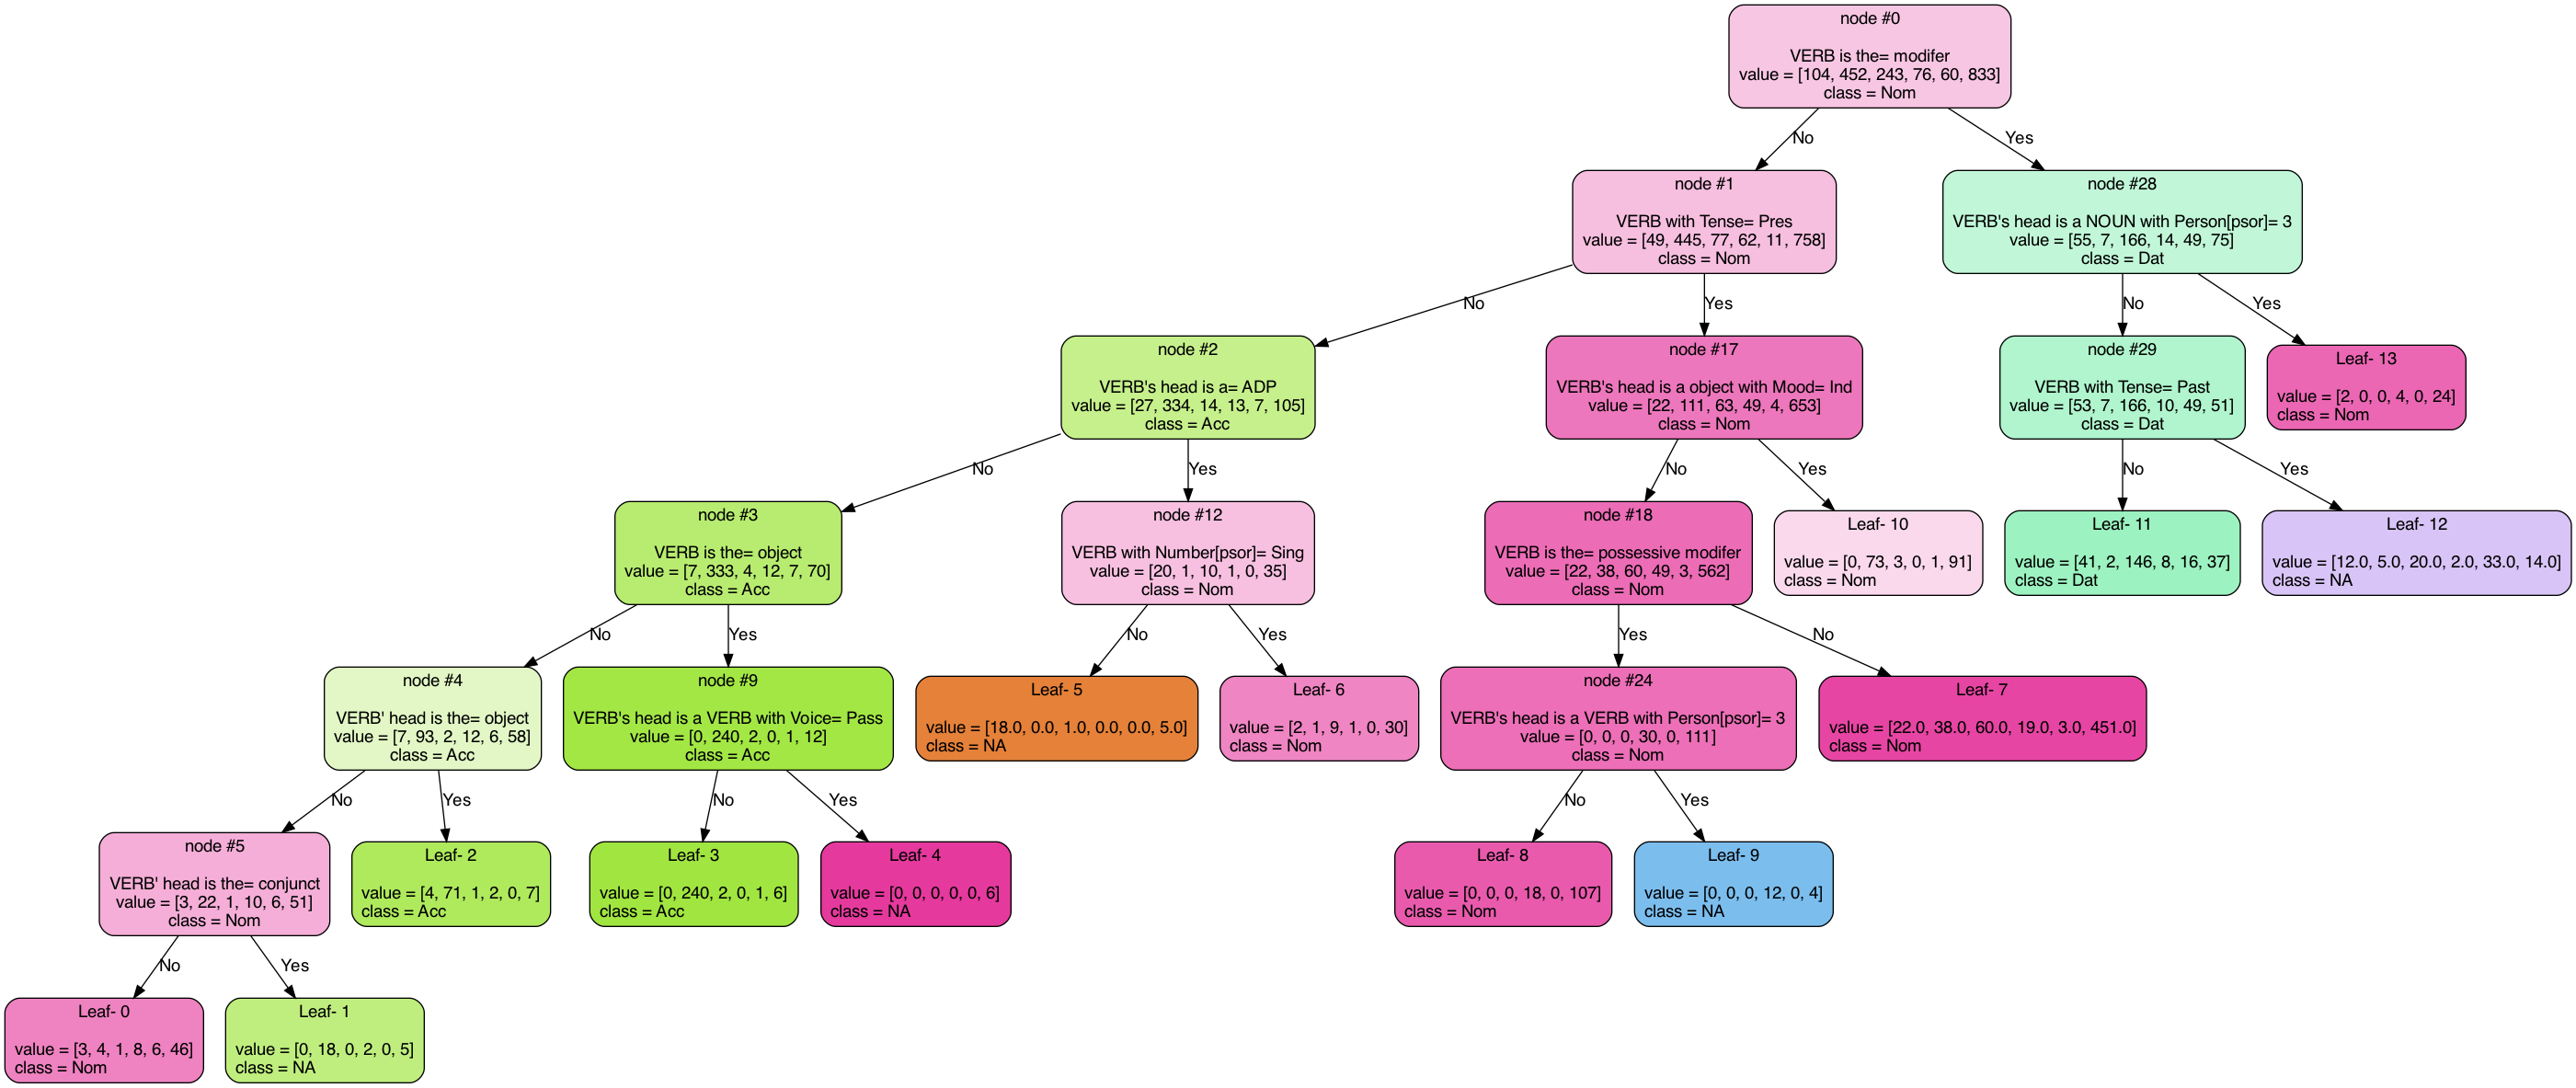 node #0
VERB is the= modifer
value = [104, 452, 243, 76, 60, 833]
class = Nom
No
Yes
node #1
VERB with Tense= Pres
value = [49, 445, 77, 62, 11, 758]
class = Nom
node #28
VERB's head is a NOUN with Person[psor]= 3
value = [55, 7, 166, 14, 49, 75]
class = Dat
No
Yes
No
Yes
node #2
VERB's head is a= ADP
value = [27, 334, 14, 13, 7, 105]
class = Acc
node #17
VERB's head is a object with Mood= Ind
value = [22, 111, 63, 49, 4, 653]
class = Nom
node #29
VERB with Tense= Past
value = [53, 7, 166, 10, 49, 51]
class = Dat
Leaf- 13
value = [2, 0, 0, 4, 0, 24]
class = Nom
No
Yes
No
Yes
No
Yes
node #3
VERB is the= object
value = [7, 333, 4, 12, 7, 70]
class = Acc
node #12
VERB with Number[psor]= Sing
value = [20, 1, 10, 1, 0, 35]
class = Nom
node #18
VERB is the= possessive modifer
value = [22, 38, 60, 49, 3, 562]
class = Nom
Leaf- 10
value = [0, 73, 3, 0, 1, 91]
class = Nom
Leaf- 11
value = [41, 2, 146, 8, 16, 37]
class = Dat
Leaf- 12
value = [12.0, 5.0, 20.0, 2.0, 33.0, 14.0]
class = NA
No
Yes
No
Yes
Yes
No
node #4
VERB' head is the= object
value = [7, 93, 2, 12, 6, 58]
class = Acc
node #9
VERB's head is a VERB with Voice= Pass
value = [0, 240, 2, 0, 1, 12]
class = Acc
Leaf- 5
value = [18.0, 0.0, 1.0, 0.0, 0.0, 5.0]
class = NA
Leaf- 6
value = [2, 1, 9, 1, 0, 30]
class = Nom
node #24
VERB's head is a VERB with Person[psor]= 3
value = [0, 0, 0, 30, 0, 111]
class = Nom
Leaf- 7
value = [22.0, 38.0, 60.0, 19.0, 3.0, 451.0]
class = Nom
No
Yes
No
Yes
No
Yes
node #5
VERB' head is the= conjunct
value = [3, 22, 1, 10, 6, 51]
class = Nom
Leaf- 2
value = [4, 71, 1, 2, 0, 7]
class = Acc
Leaf- 3
value = [0, 240, 2, 0, 1, 6]
class = Acc
Leaf- 4
value = [0, 0, 0, 0, 0, 6]
class = NA
Leaf- 8
value = [0, 0, 0, 18, 0, 107]
class = Nom
Leaf- 9
value = [0, 0, 0, 12, 0, 4]
class = NA
No
Yes
Leaf- 0
value = [3, 4, 1, 8, 6, 46]
class = Nom
Leaf- 1
value = [0, 18, 0, 2, 0, 5]
class = NA